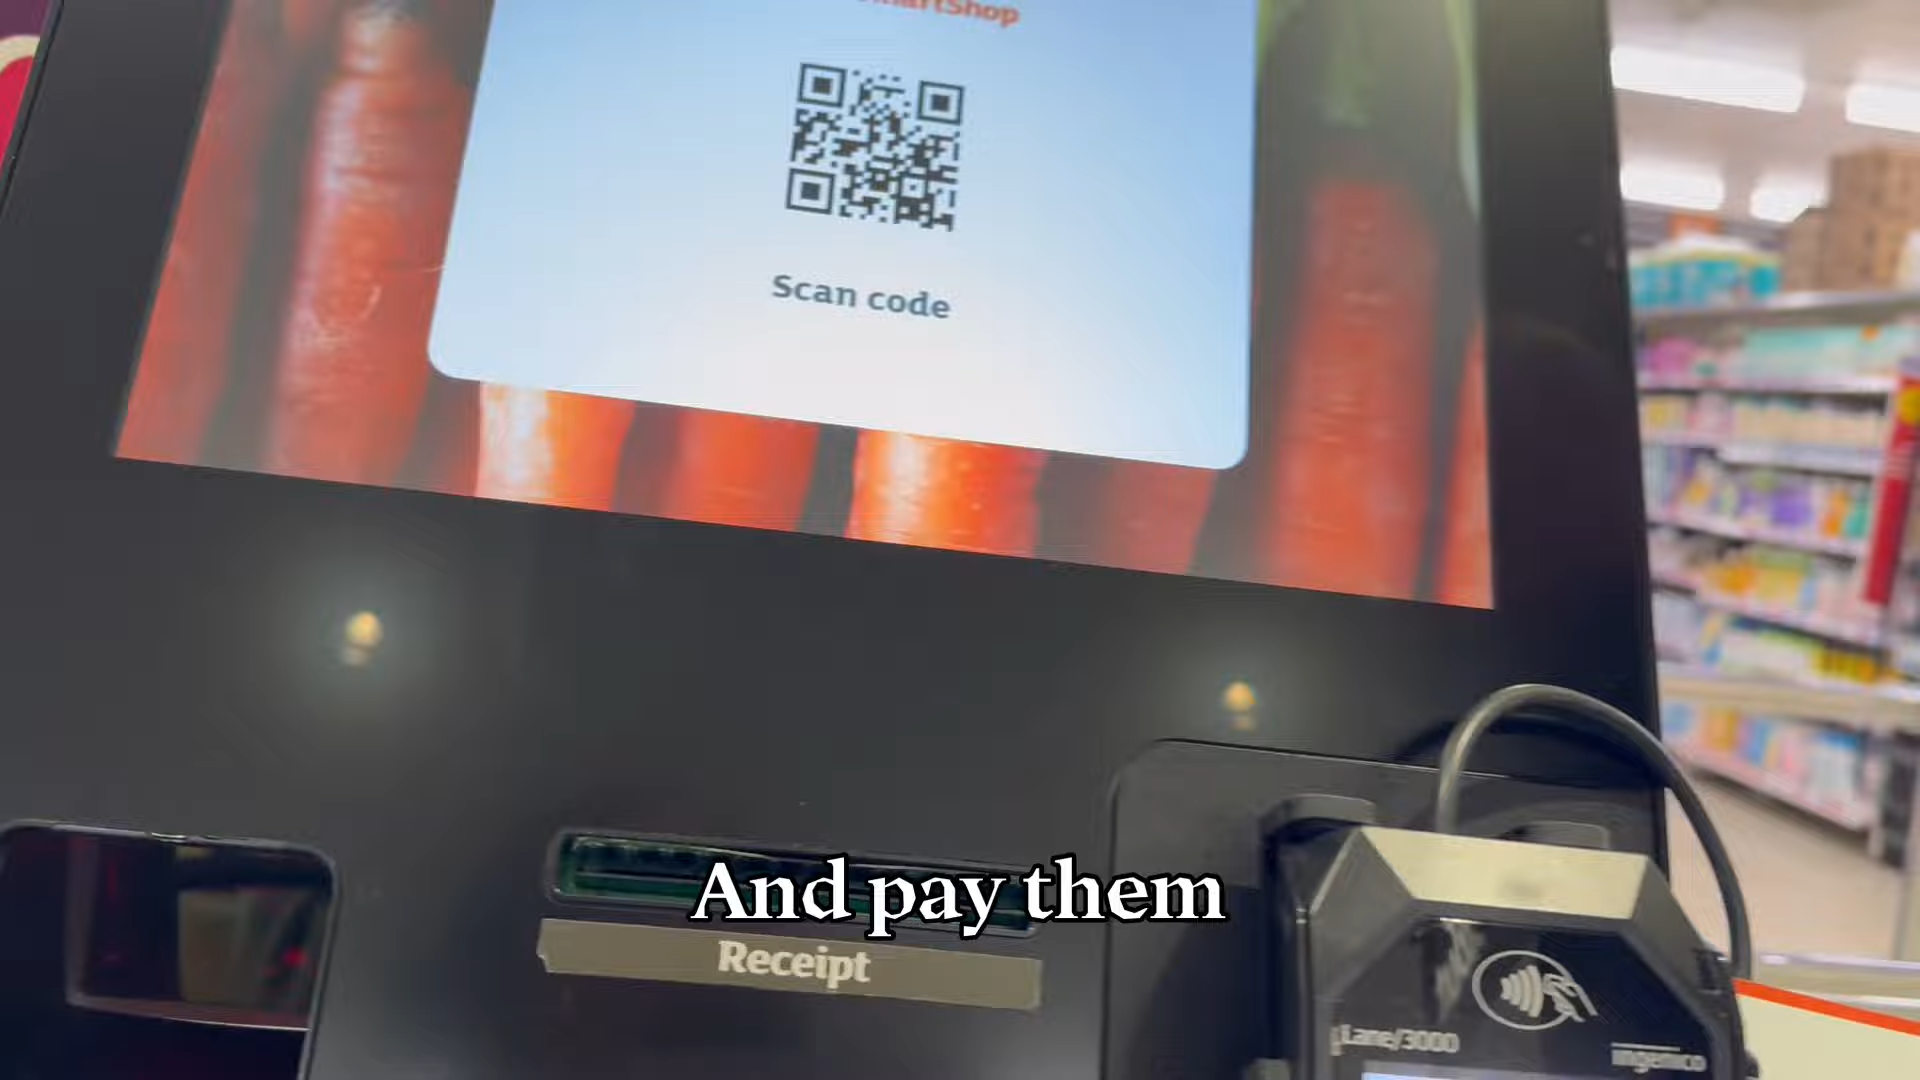 Scan code
And pay them
Receipt
Lane/3000
ingenico